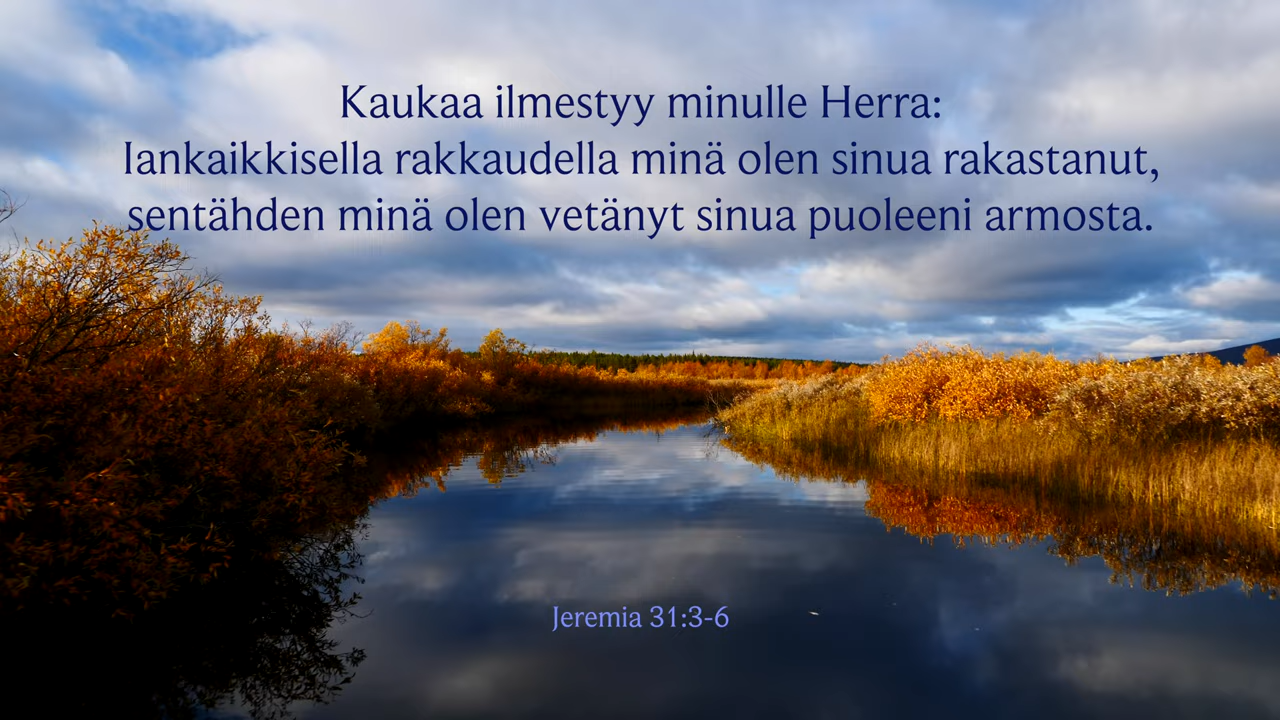 Kaukaa ilmestyy minulle Herra:
Iankaikkisella rakkaudella minä olen sinua rakastanut,
sentähden minä olen vetänyt sinua puoleeni armosta.
Jeremia 31:3-6